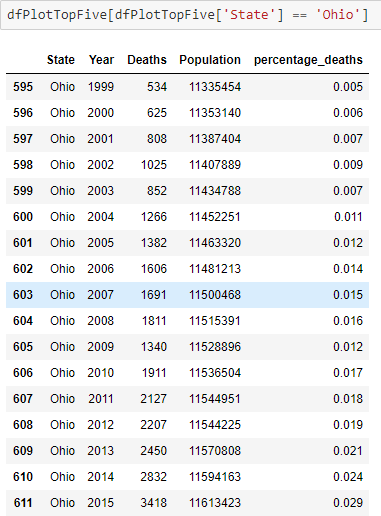 dfPlotTopFive[dfPlotTopFive['State'] == 'Ohio']
State Year Deaths Population percentage_deaths
595 Ohio 1999 534 11335454 0.005
596 Ohio 2000 625 11353140 0.006
597 Ohio 2001 808 11387404 0.007
598 Ohio 2002 1025 11407889 0.009
599 Ohio 2003 852 11434788 0.007
600 Ohio 2004 1266 11452251 0.011
601 Ohio 2005 1382 11463320 0.012
602 Ohio 2006 1606 11481213 0.014
603 Ohio 2007 1691 11500468 0.015
604 Ohio 2008 1811 11515391 0.016
605 Ohio 2009 1340 11528896 0.012
606 Ohio 2010 1911 11536504 0.017
607 Ohio 2011 2127 11544951 0.018
608 Ohio 2012 2207 11544225 0.019
609 Ohio 2013 2450 11570808 0.021
610 Ohio 2014 2832 11594163 0.024
611 Ohio 2015 3418 11613423 0.029